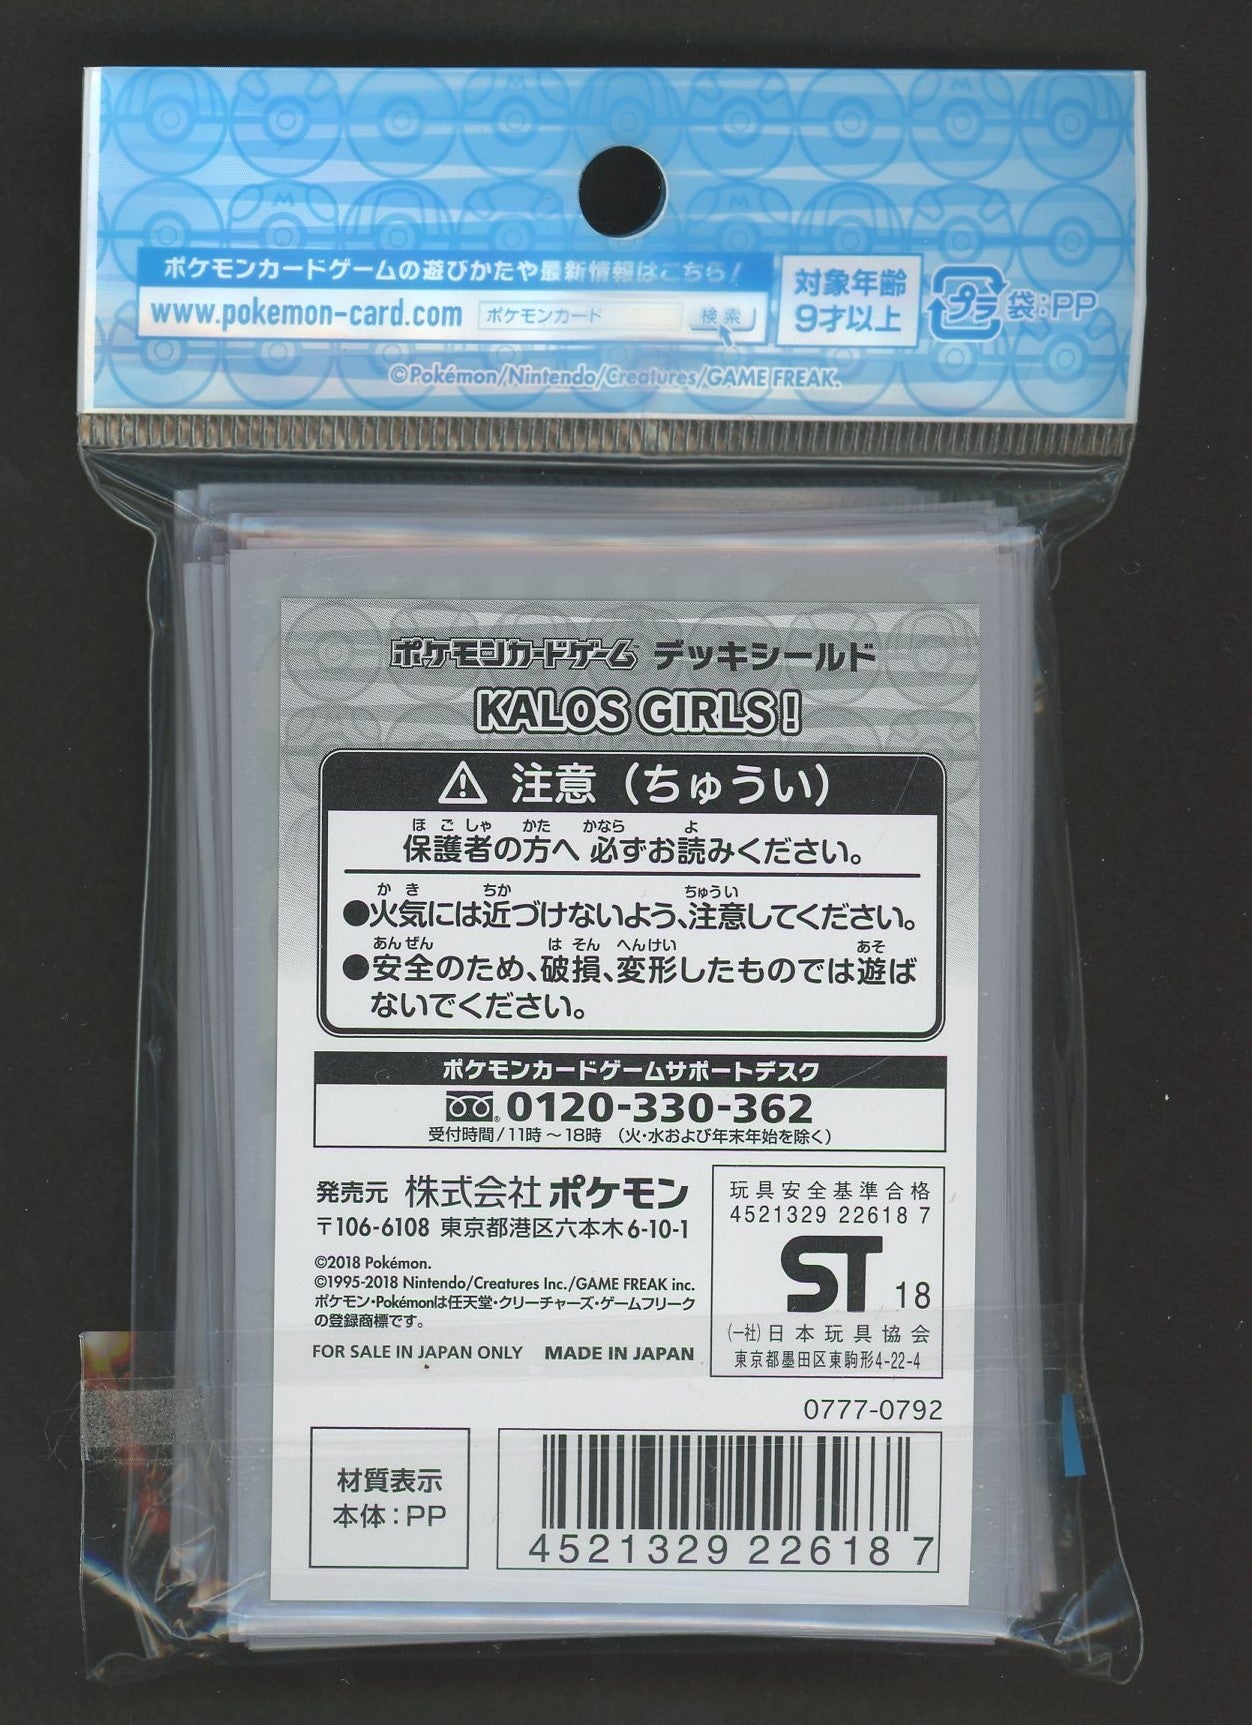 ポケモンカードゲームの遊びかたや最新情報はこちら!
www.pokemon-card.com ポケモンカード 検索
対象年齢
9才以上
プラ 袋:PP
©Pokémon/Nintendo/Creatures/GAME FREAK.
ポケモンカードゲーム デッキシールド
KALOS GIRLS!
注意(ちゅうい)
ほごしゃ かた かなら よ
保護者の方へ 必ずお読みください。
かき ちか ちゅうい
●火気には近づけないよう、注意してください。
あんぜん はそん へんけい あそ
●安全のため、破損、変形したものでは遊ば
ないでください。
ポケモンカードゲームサポートデスク
0120-330-362
受付時間/11時～18時 (火・水および年末年始を除く)
発売元 株式会社ポケモン
〒106-6108 東京都港区六本木6-10-1
©2018 Pokémon.
©1995-2018 Nintendo/Creatures Inc./GAME FREAK inc.
ポケモン・Pokémonは任天堂・クリーチャーズ・ゲームフリーク
の登録商標です。
FOR SALE IN JAPAN ONLY MADE IN JAPAN
玩具安全基準合格
4521329 22618 7
ST 18
(一社)日本玩具協会
東京都墨田区東駒形4-22-4
0777-0792
材質表示
本体:PP
4521329226187